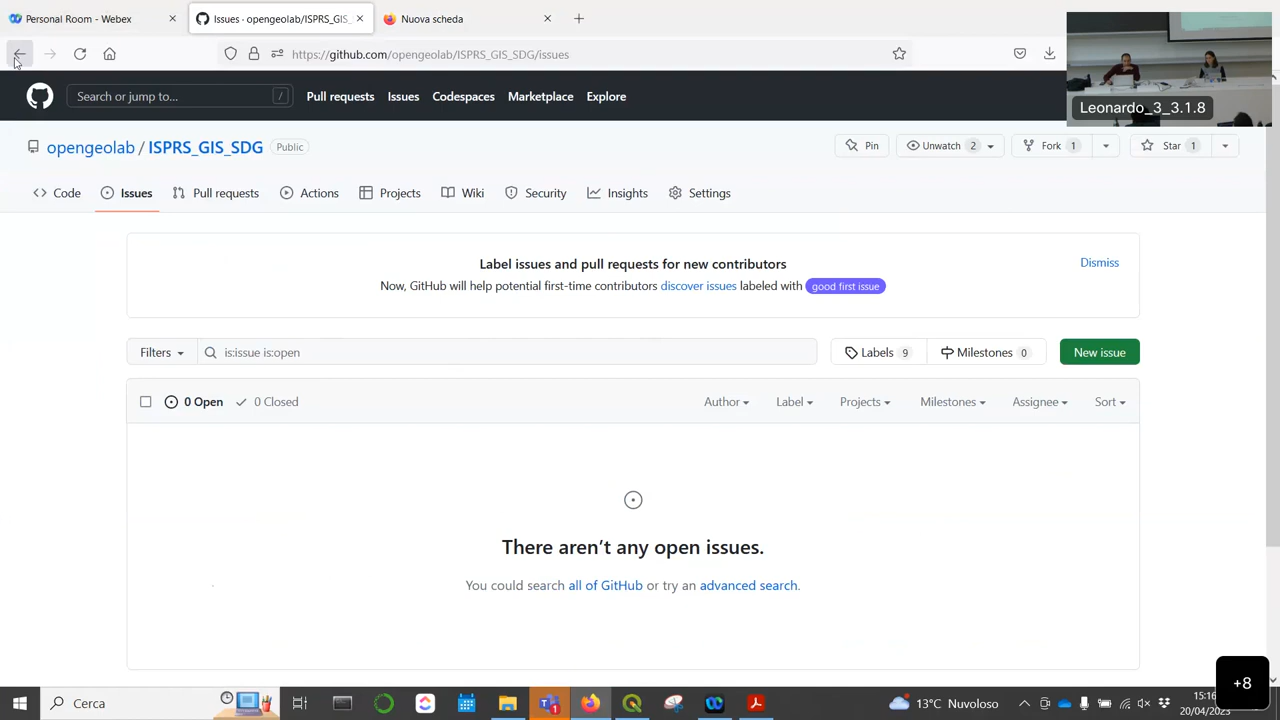 Personal Room - Webex
Issues · opengeolab/ISPRS_GIS_
Nuova scheda
https://github.com/opengeolab/ISPRS_GIS_SDG/issues
Leonardo_3_3.1.8
Search or jump to...
/
Pull requests
Issues
Codespaces
Marketplace
Explore
opengeolab / ISPRS_GIS_SDG
Public
Pin
Unwatch 2
Fork 1
Star 1
Code
Issues
Pull requests
Actions
Projects
Wiki
Security
Insights
Settings
Label issues and pull requests for new contributors
Dismiss
Now, GitHub will help potential first-time contributors discover issues labeled with good first issue
Filters
is:issue is:open
Labels 9
Milestones 0
New issue
0 Open
0 Closed
Author
Label
Projects
Milestones
Assignee
Sort
There aren't any open issues.
You could search all of GitHub or try an advanced search.
+8
Cerca
13°C Nuvoloso
15:16
20/04/2023